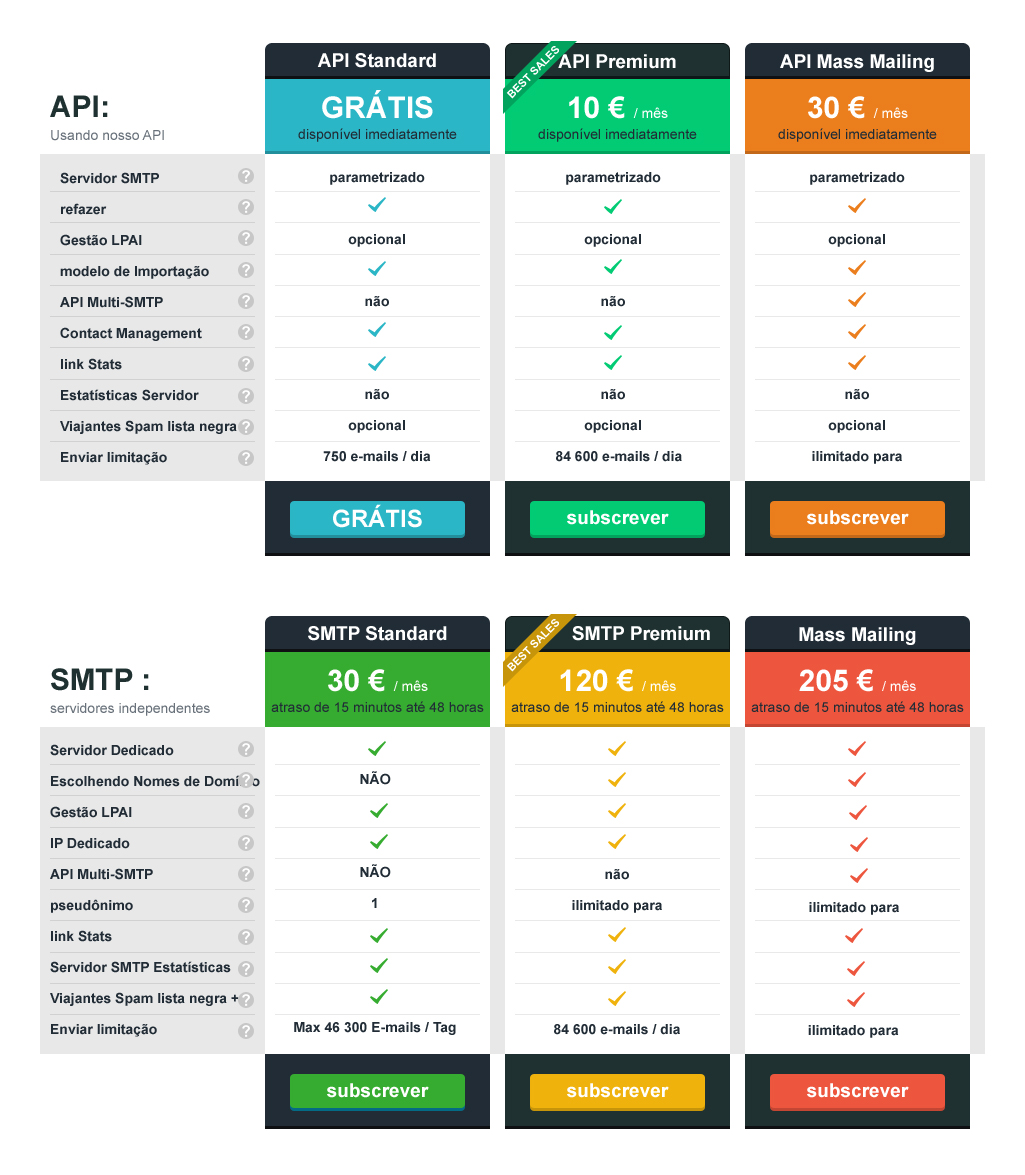 API Standard
BEST SALES
API Premium
API Mass Mailing
API:
Usando nosso API
GRÁTIS
disponível imediatamente
10 € / mês
disponível imediatamente
30 € / mês
disponível imediatamente
Servidor SMTP ? parametrizado parametrizado parametrizado
refazer ?
Gestão LPAI ? opcional opcional opcional
modelo de Importação ?
API Multi-SMTP ? não não
Contact Management ?
link Stats ?
Estatísticas Servidor ? não não não
Viajantes Spam lista negra ? opcional opcional opcional
Enviar limitação ? 750 e-mails / dia 84 600 e-mails / dia ilimitado para
GRÁTIS subscrever subscrever
SMTP Standard
BEST SALES
SMTP Premium
Mass Mailing
SMTP :
servidores independentes
30 € / mês
atraso de 15 minutos até 48 horas
120 € / mês
atraso de 15 minutos até 48 horas
205 € / mês
atraso de 15 minutos até 48 horas
Servidor Dedicado ?
Escolhendo Nomes de Domínio ? NÃO
Gestão LPAI ?
IP Dedicado ?
API Multi-SMTP ? NÃO não
pseudônimo ? 1 ilimitado para ilimitado para
link Stats ?
Servidor SMTP Estatísticas ?
Viajantes Spam lista negra + ?
Enviar limitação ? Max 46 300 E-mails / Tag 84 600 e-mails / dia ilimitado para
subscrever subscrever subscrever